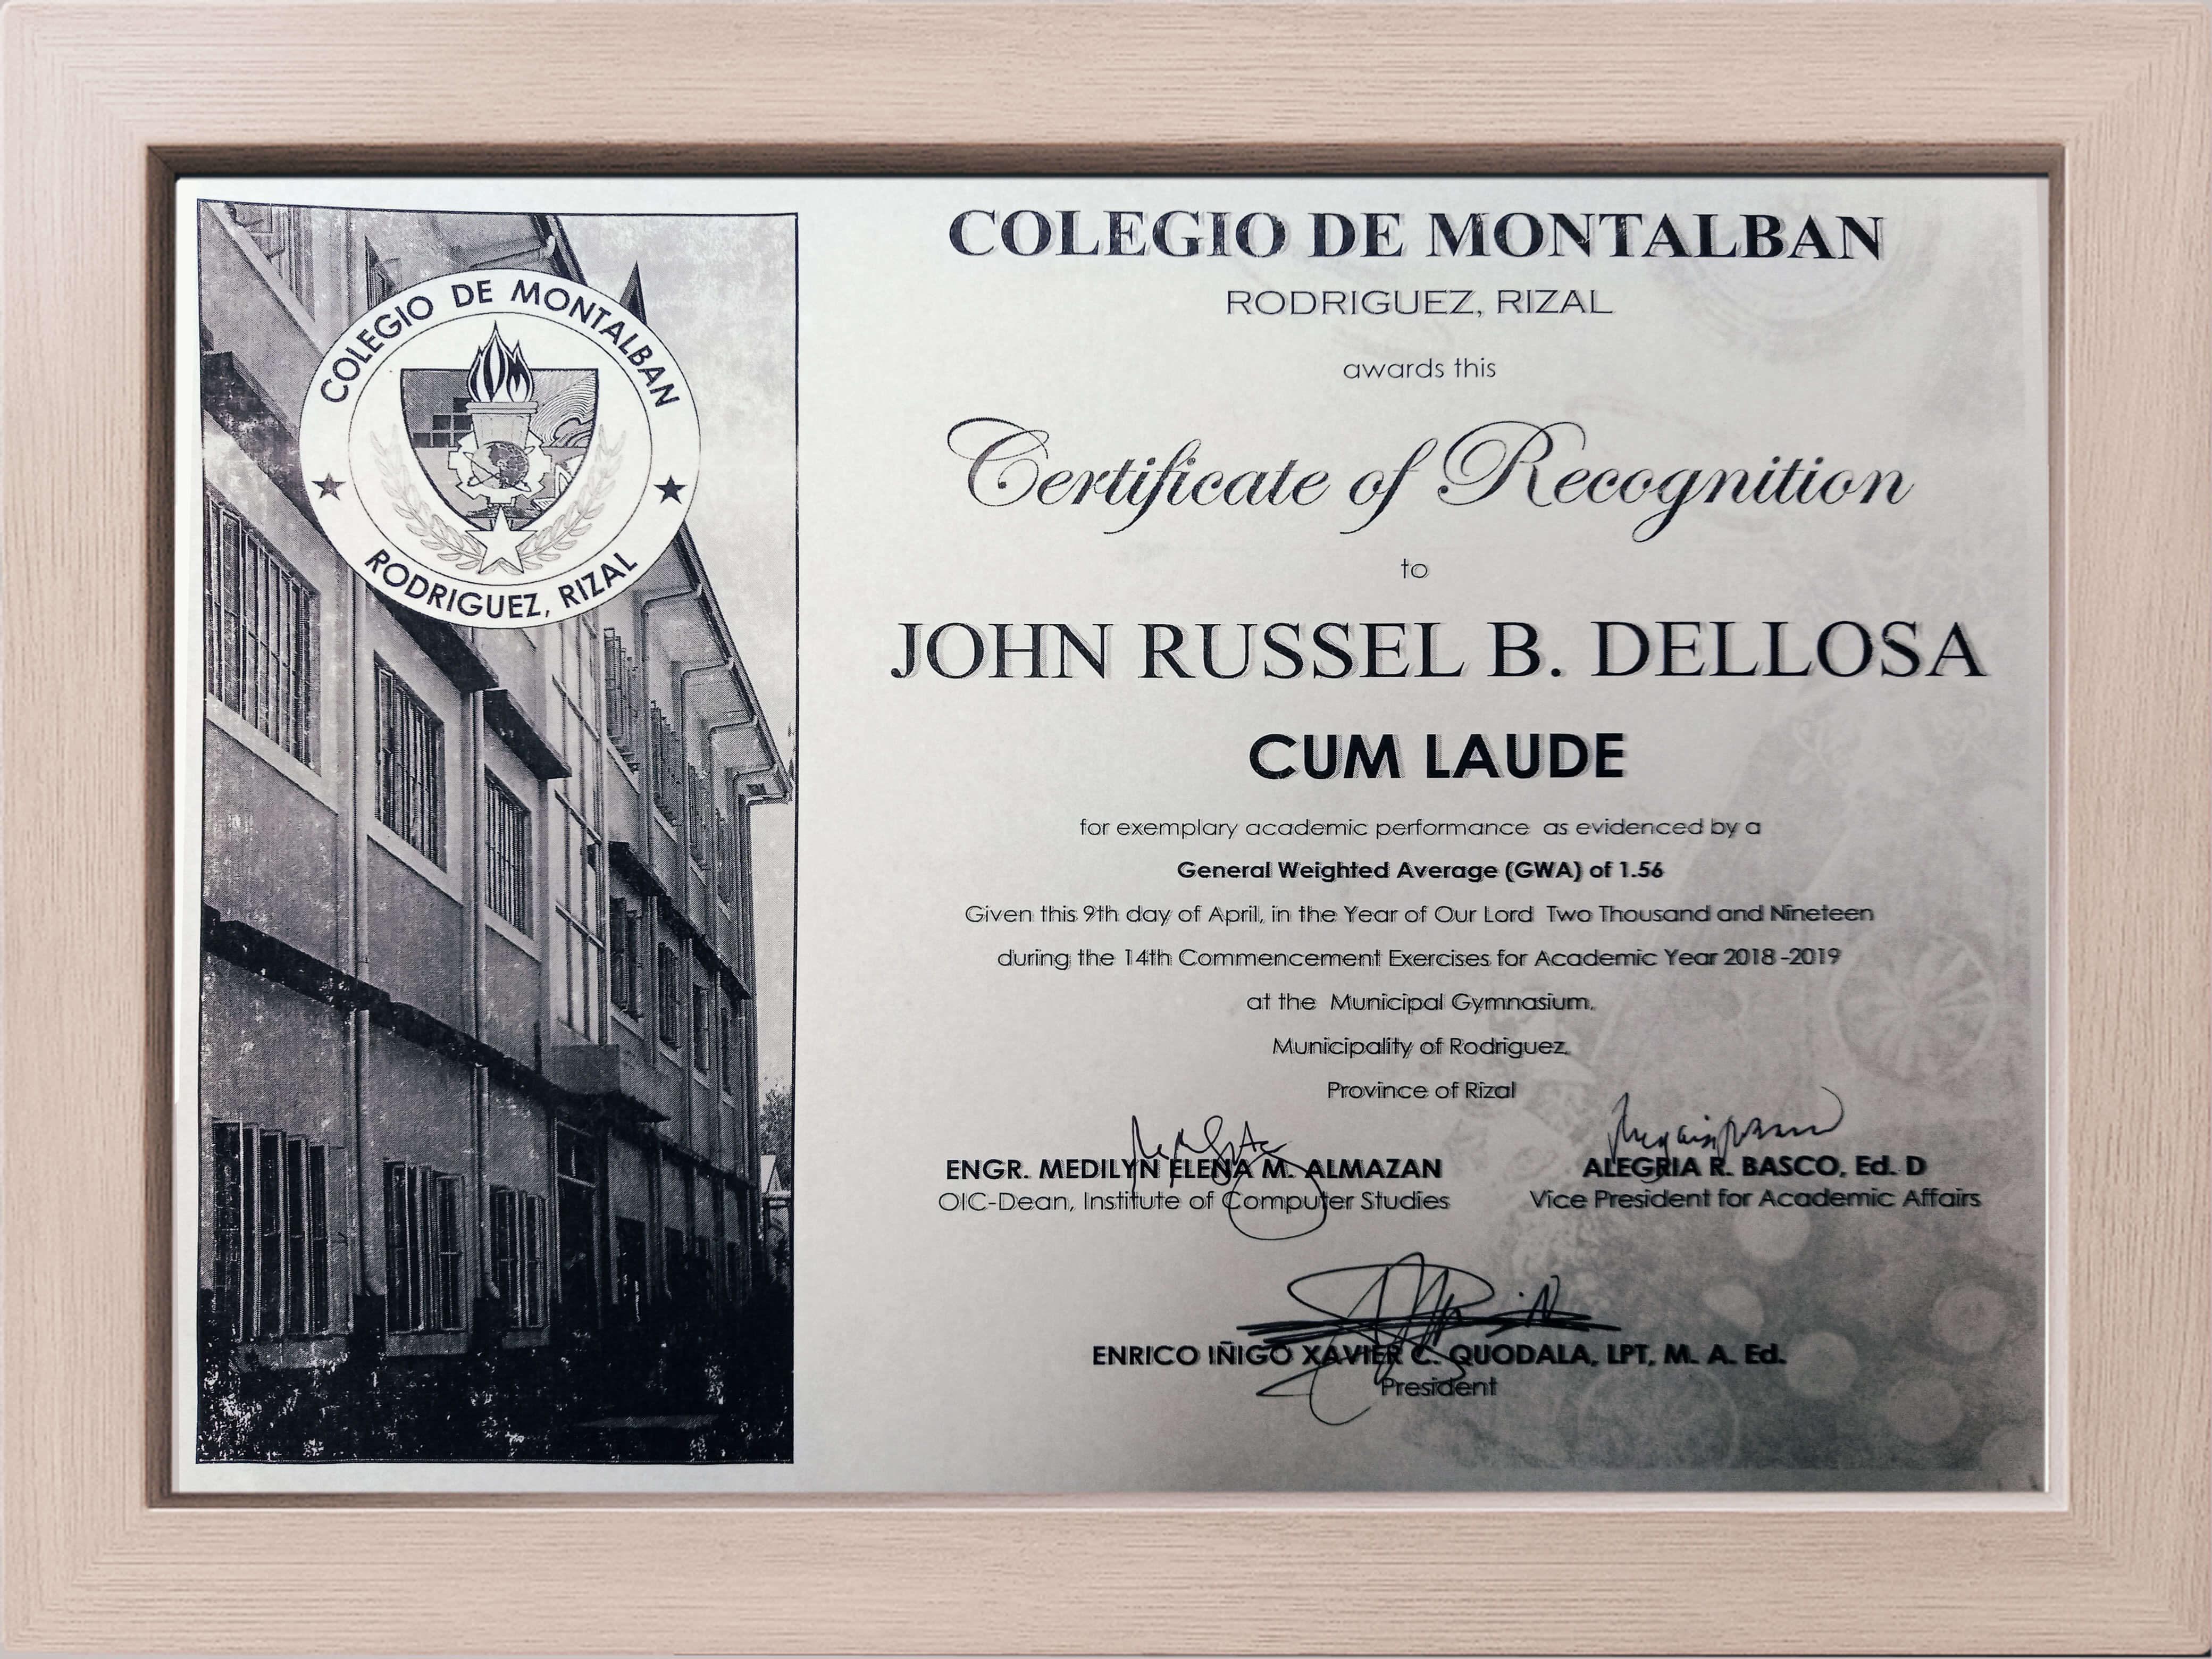 COLEGIO DE MONTALBAN
RODRIGUEZ, RIZAL
COM
COLEGIO DE MONTALBAN
RODRIGUEZ, RIZAL
awards this
Certificate of Recognition
to
JOHN RUSSEL B. DELLOSA
CUM LAUDE
for exemplary academic performance as evidenced by a
General Weighted Average (GWA) of 1.56
Given this 9th day of April, in the Year of Our Lord Two Thousand and Nineteen
during the 14th Commencement Exercises for Academic Year 2018-2019
at the Municipal Gymnasium.
Municipality of Rodriguez,
Province of Rizal
ENGR. MEDILYN ELENA M. ALMAZAN
OIC-Dean, Institute of Computer Studies
ALEGRIA R. BASCO, Ed. D
Vice President for Academic Affairs
ENRICO IÑIGO XAVIER C. QUODALA, LPT, M. A. Ed.
President